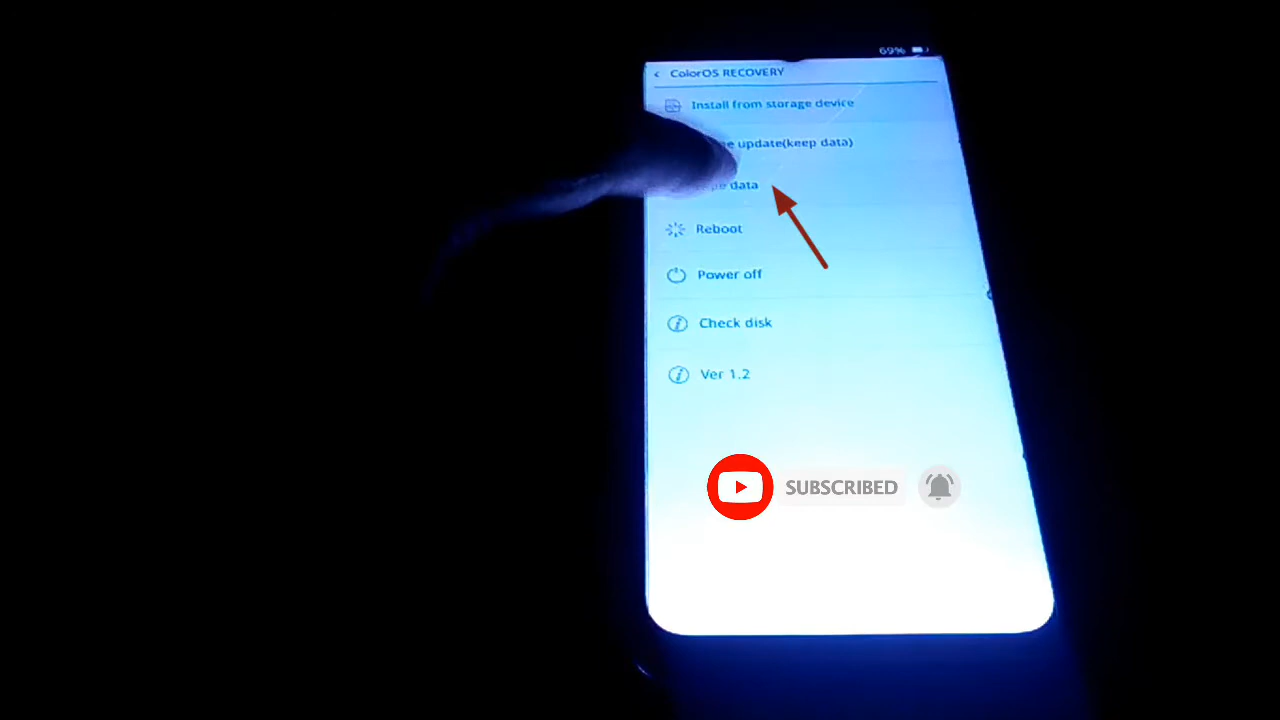 69%
< ColorOS RECOVERY
Install from storage device
update(keep data)
data
Reboot
Power off
Check disk
Ver 1.2
SUBSCRIBED